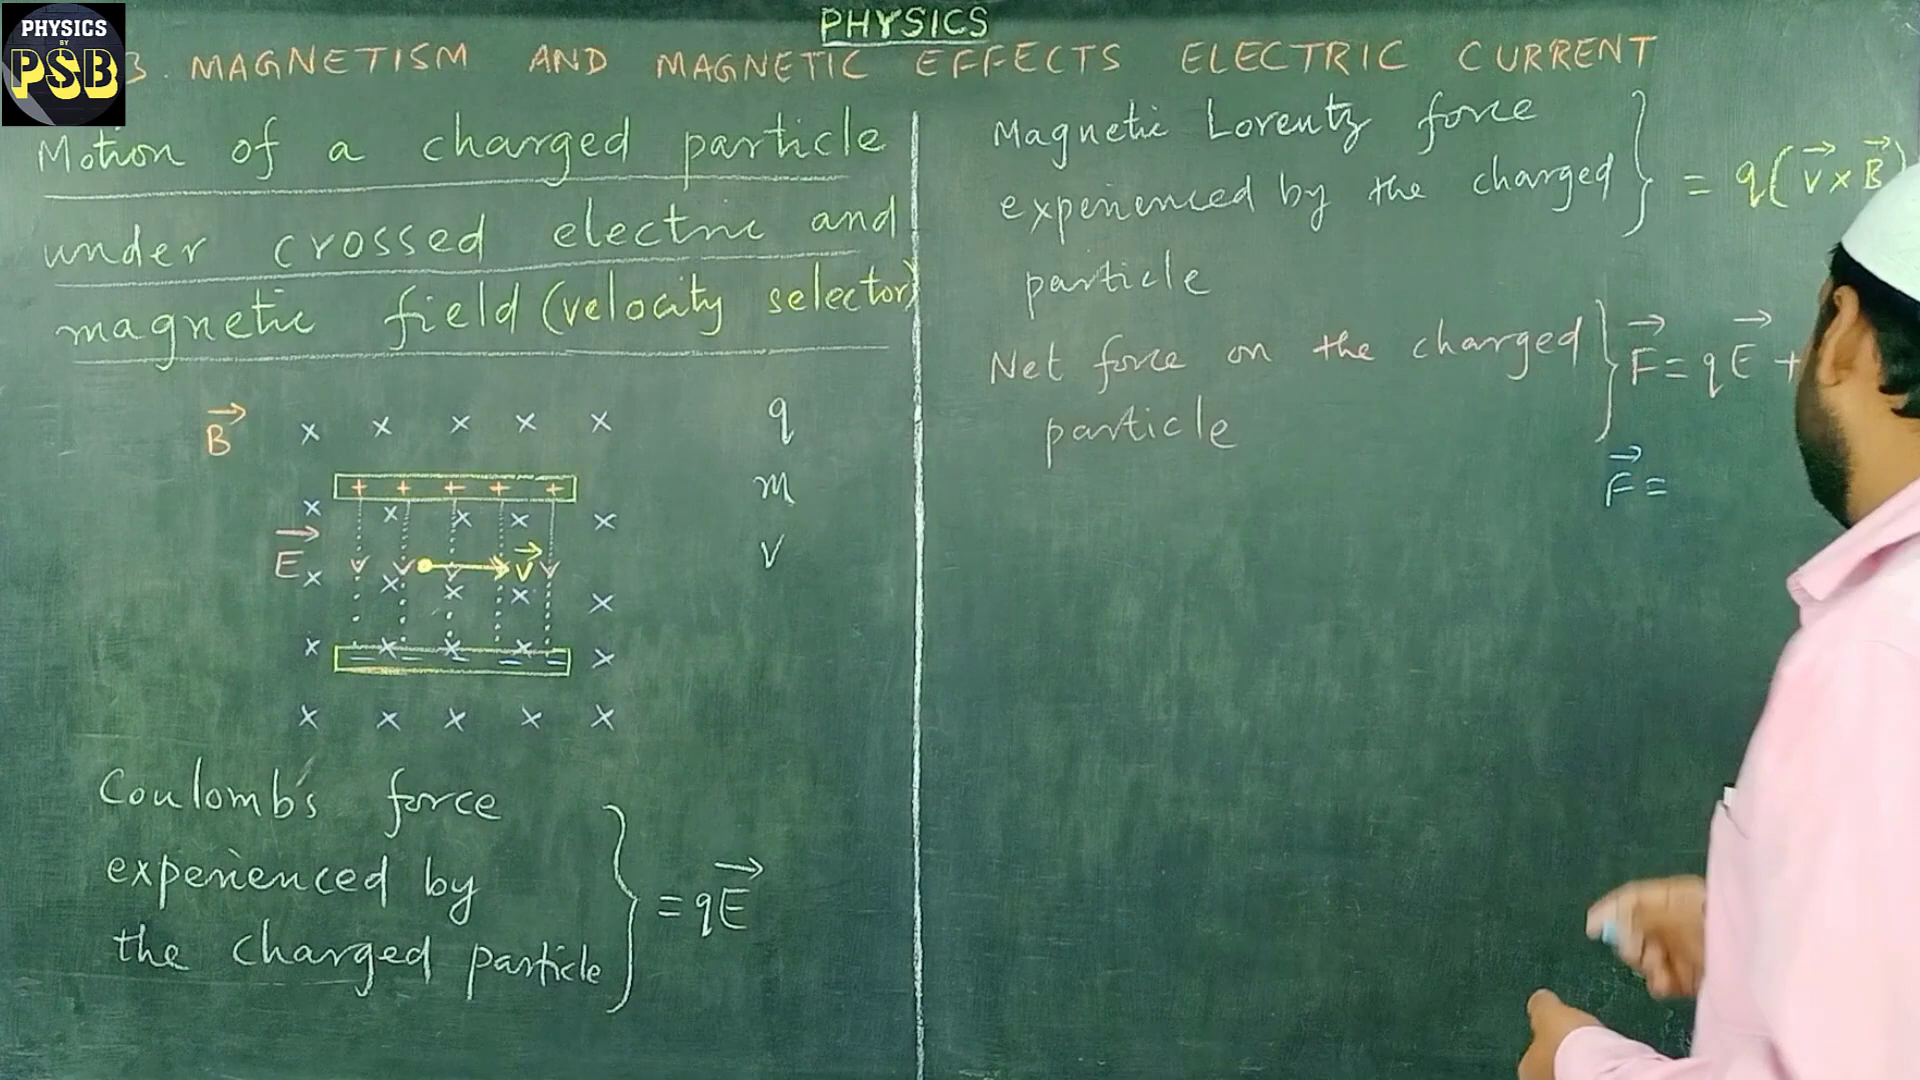 PHYSICS
BY
PSB
PHYSICS
3. MAGNETISM AND MAGNETIC EFFECTS ELECTRIC CURRENT
Motion of a charged particle
under crossed electric and
magnetic field (velocity selector)
B⃗ × × × × ×
q
+ + + + +
m
× × × × ×
E⃗
v⃗
v
× × × × ×
× × × × ×
− − − − −
× × × × ×
Coulomb's force
experienced by
the charged particle
= qE⃗
Magnetic Lorentz force
experienced by the charged
particle
= q(v⃗ × B⃗)
Net force on the charged
particle
F⃗ = qE⃗ +
F⃗ =